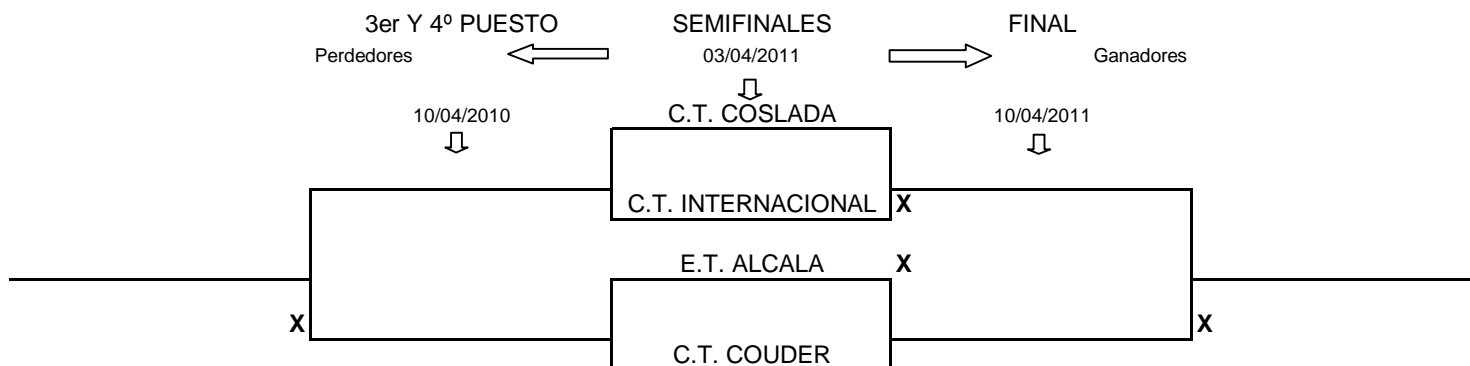 3er Y 4º PUESTO SEMIFINALES FINAL
Perdedores 03/04/2011 Ganadores
10/04/2010 C.T. COSLADA 10/04/2011
C.T. INTERNACIONAL X
E.T. ALCALA X
X X
C.T. COUDER